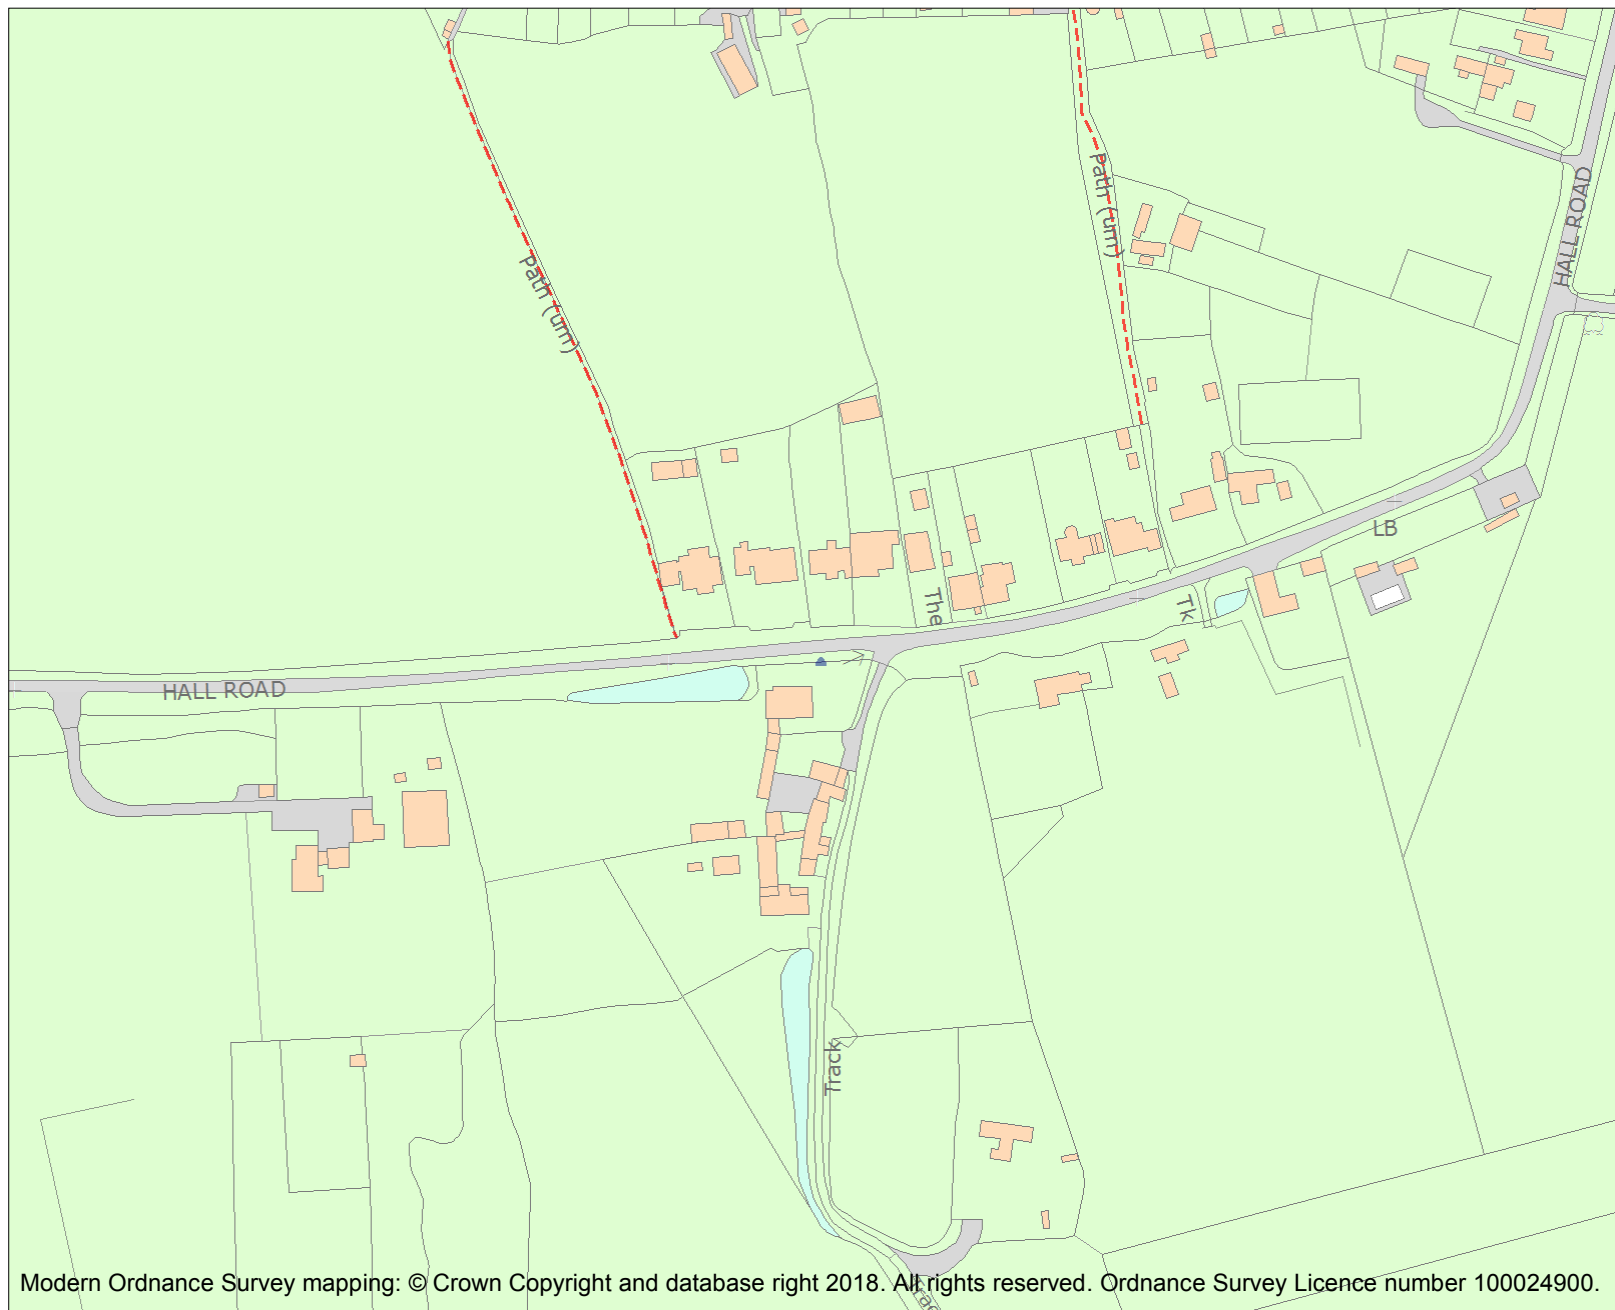 Path (um)
HALL ROAD
Path (um)
LB
The
Tk
HALL ROAD
Track
Modern Ordnance Survey mapping: © Crown Copyright and database right 2018. All rights reserved. Ordnance Survey Licence number 100024900.